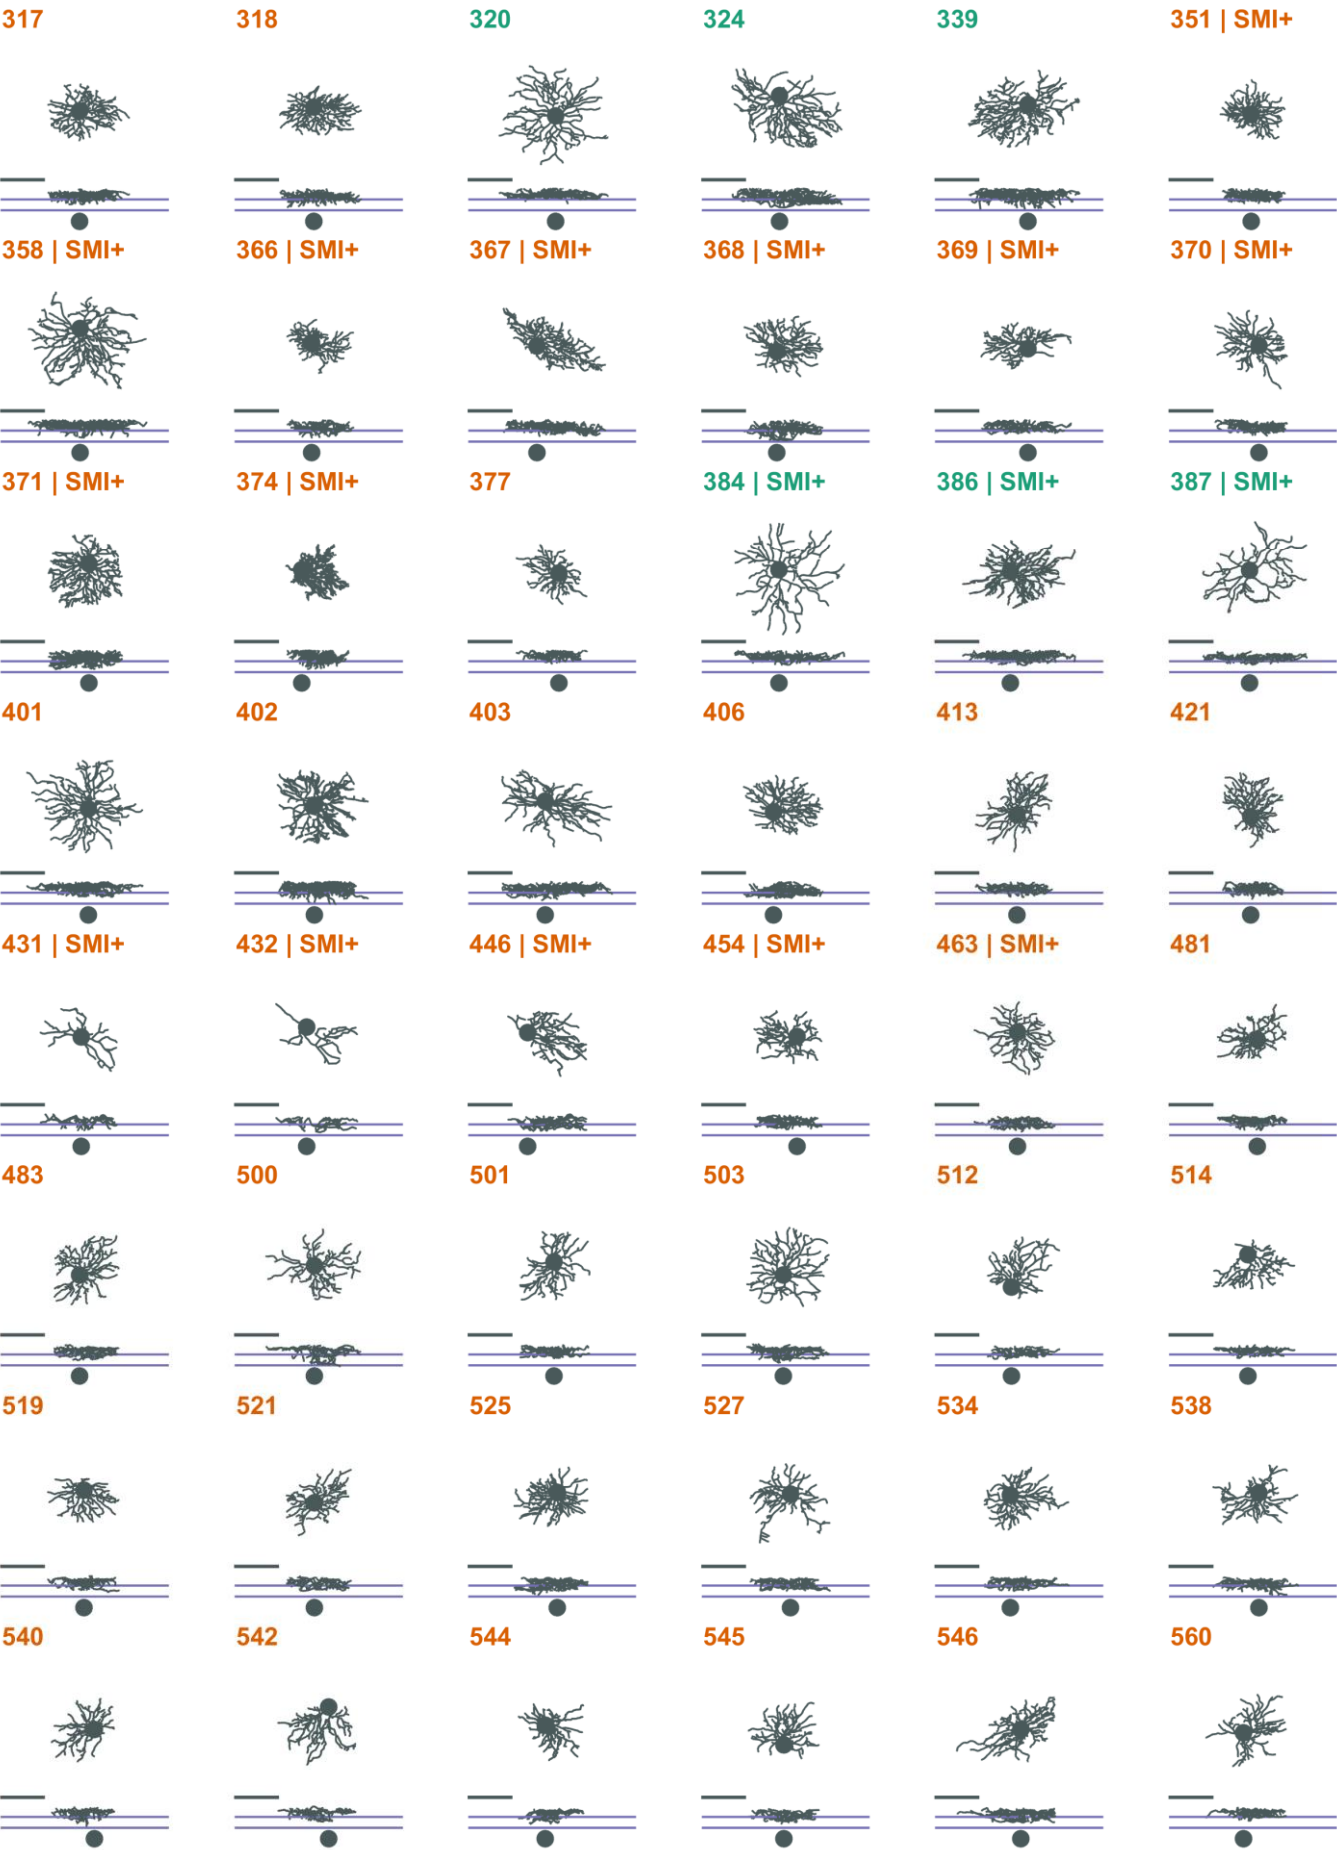 317 318 320 324 339 351 | SMI+
358 | SMI+ 366 | SMI+ 367 | SMI+ 368 | SMI+ 369 | SMI+ 370 | SMI+
371 | SMI+ 374 | SMI+ 377 384 | SMI+ 386 | SMI+ 387 | SMI+
401 402 403 406 413 421
431 | SMI+ 432 | SMI+ 446 | SMI+ 454 | SMI+ 463 | SMI+ 481
483 500 501 503 512 514
519 521 525 527 534 538
540 542 544 545 546 560